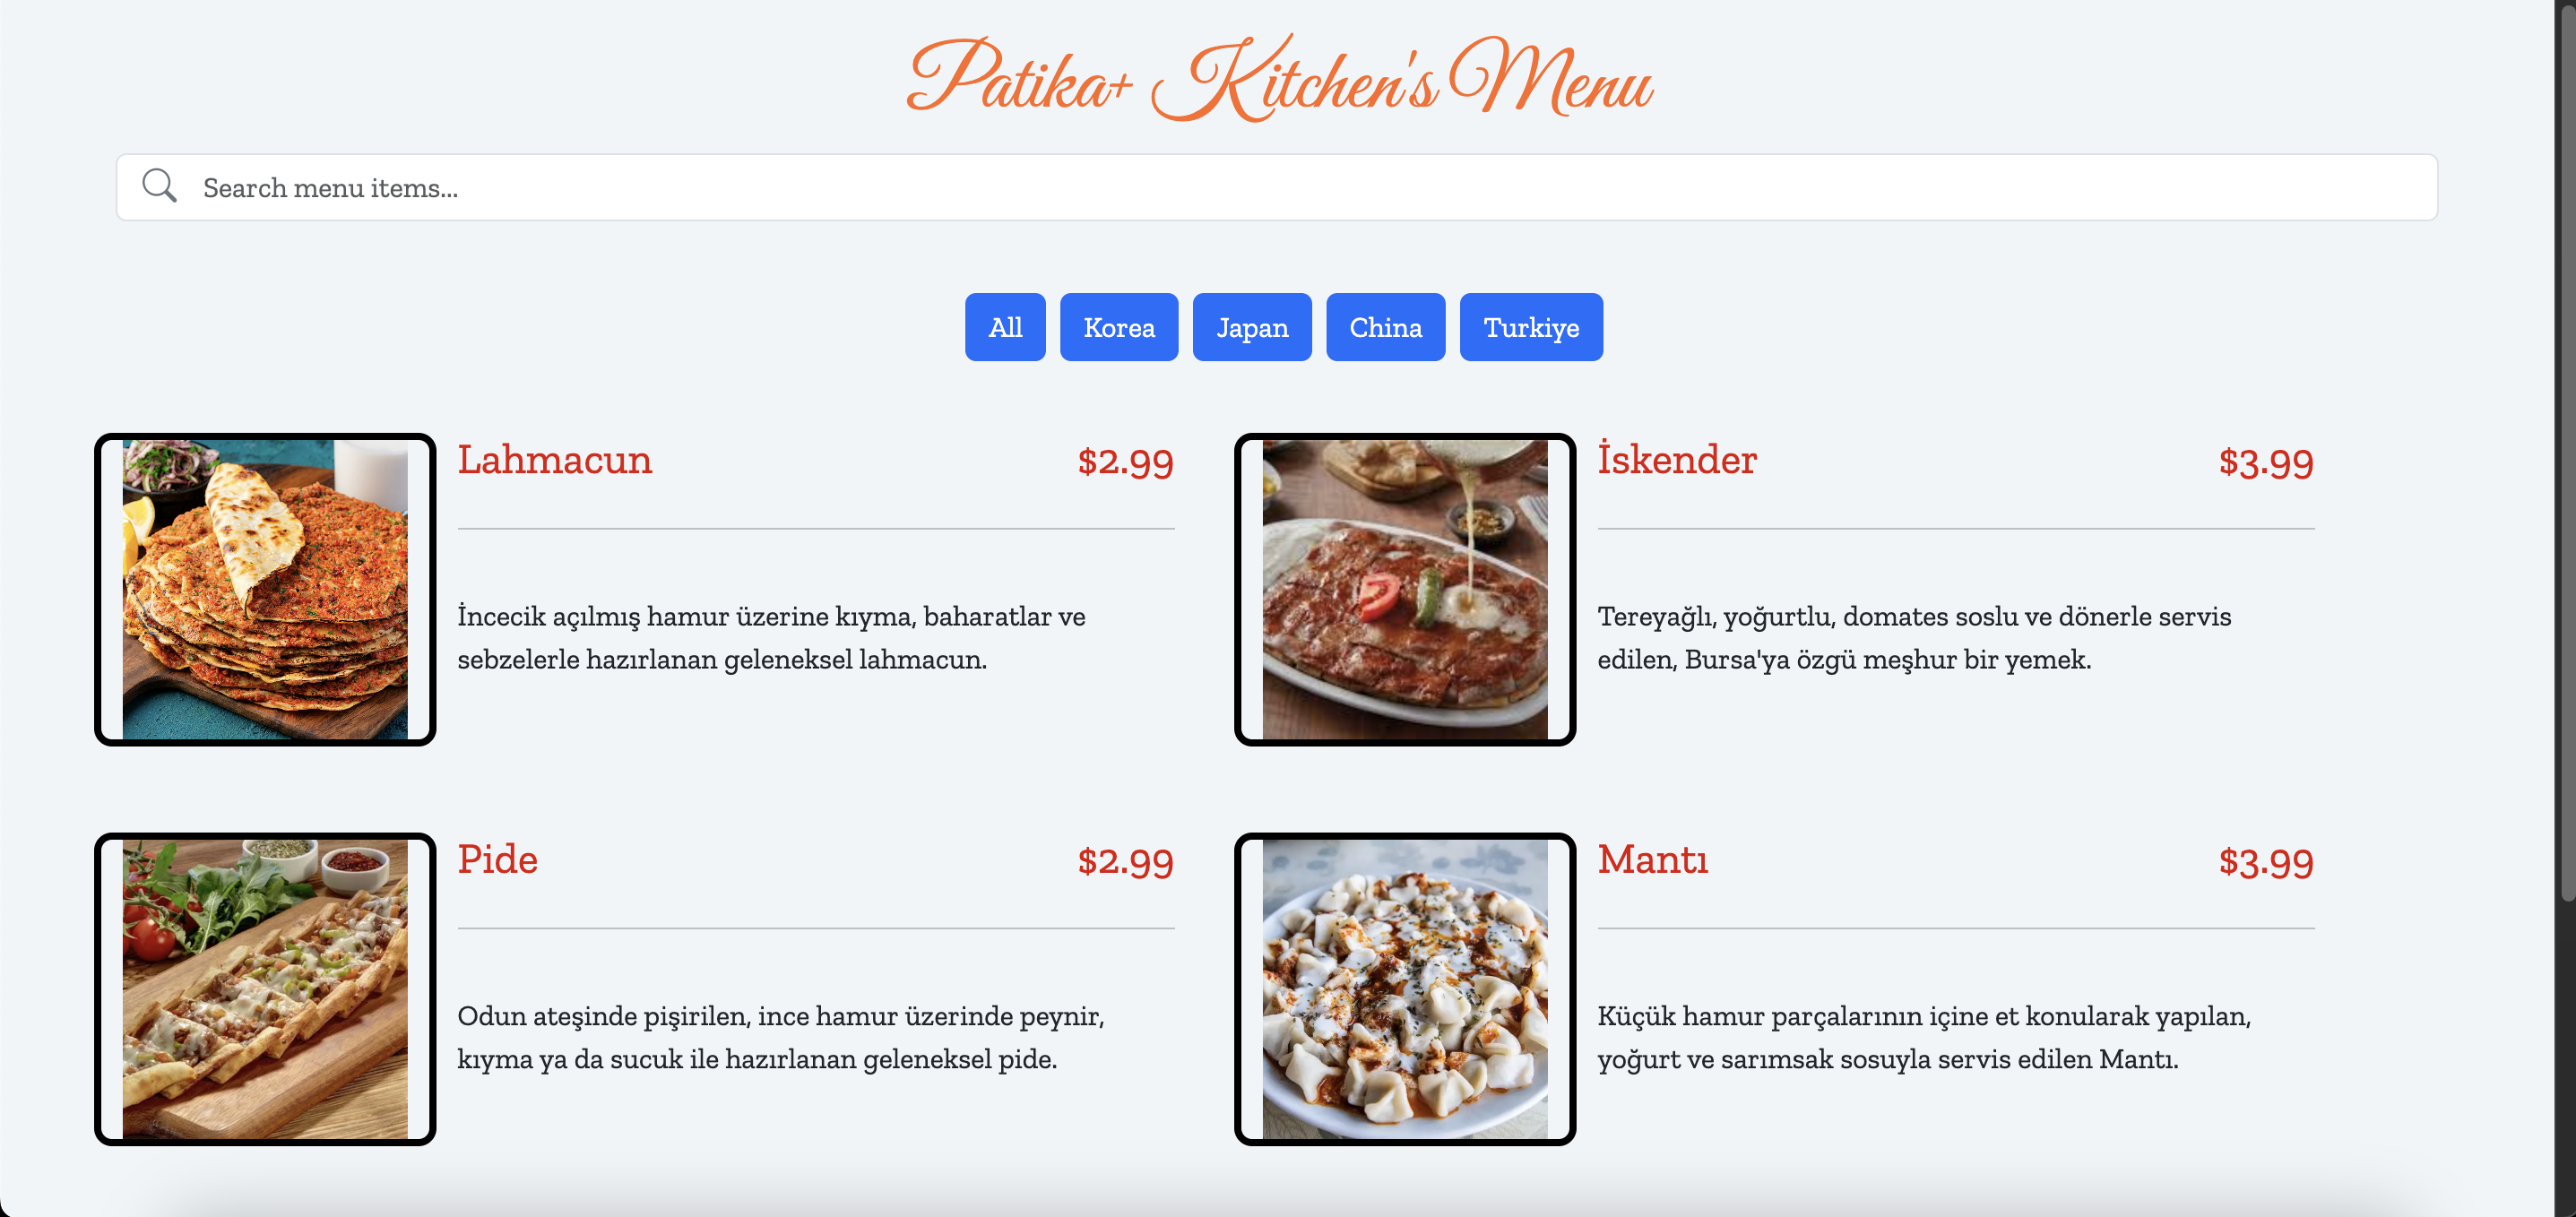 Patika+ Kitchen's Menu
Search menu items...
All
Korea
Japan
China
Turkiye
Lahmacun
$2.99
İncecik açılmış hamur üzerine kıyma, baharatlar ve
sebzelerle hazırlanan geleneksel lahmacun.
İskender
$3.99
Tereyağlı, yoğurtlu, domates soslu ve dönerle servis
edilen, Bursa'ya özgü meşhur bir yemek.
Pide
$2.99
Odun ateşinde pişirilen, ince hamur üzerinde peynir,
kıyma ya da sucuk ile hazırlanan geleneksel pide.
Mantı
$3.99
Küçük hamur parçalarının içine et konularak yapılan,
yoğurt ve sarımsak sosuyla servis edilen Mantı.